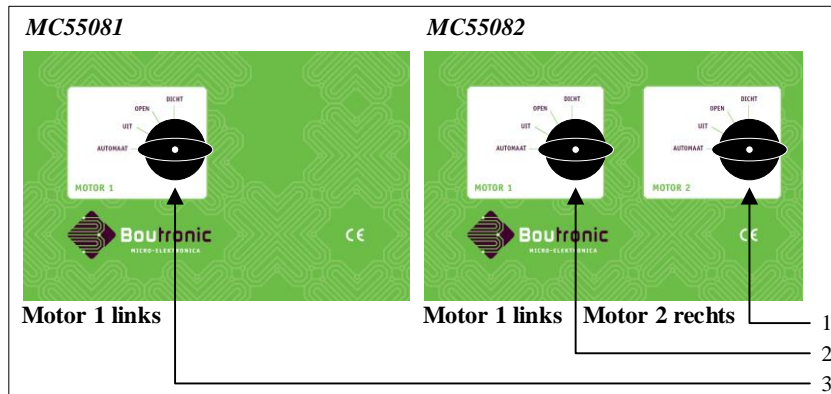 MC55081
MC55082
DICHT
OPEN
UIT
AUTOMAAT
MOTOR 1
Boutronic
MICRO-ELEKTRONICA
CE
DICHT
OPEN
UIT
AUTOMAAT
MOTOR 1
DICHT
OPEN
UIT
AUTOMAAT
MOTOR 2
Boutronic
MICRO-ELEKTRONICA
CE
Motor 1 links
Motor 1 links
Motor 2 rechts
1
2
3